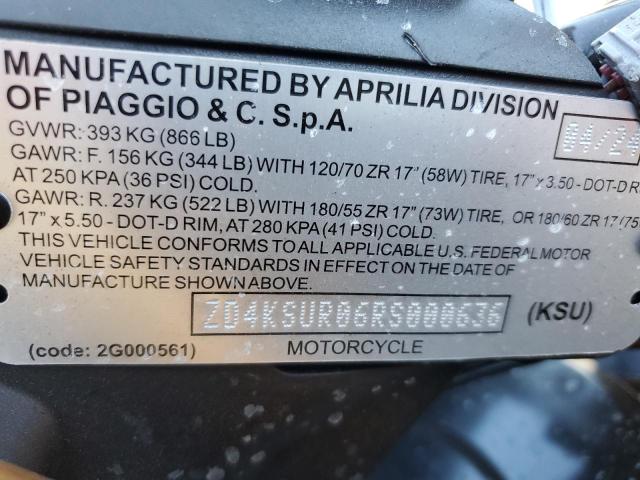 MANUFACTURED BY APRILIA DIVISION
OF PIAGGIO & C. S.p.A.
04/24
GVWR: 393 KG (866 LB)
GAWR: F. 156 KG (344 LB) WITH 120/70 ZR 17" (58W) TIRE, 17" x 3.50 - DOT-D RIM
AT 250 KPA (36 PSI) COLD.
GAWR: R. 237 KG (522 LB) WITH 180/55 ZR 17" (73W) TIRE, OR 180/60 ZR 17 /75
17" x 5.50 - DOT-D RIM, AT 280 KPA (41 PSI) COLD.
THIS VEHICLE CONFORMS TO ALL APPLICABLE U.S. FEDERAL MOTOR
VEHICLE SAFETY STANDARDS IN EFFECT ON THE DATE OF
MANUFACTURE SHOWN ABOVE.
ZD4KSUR06RS000636 (KSU)
(code: 2G000561) MOTORCYCLE